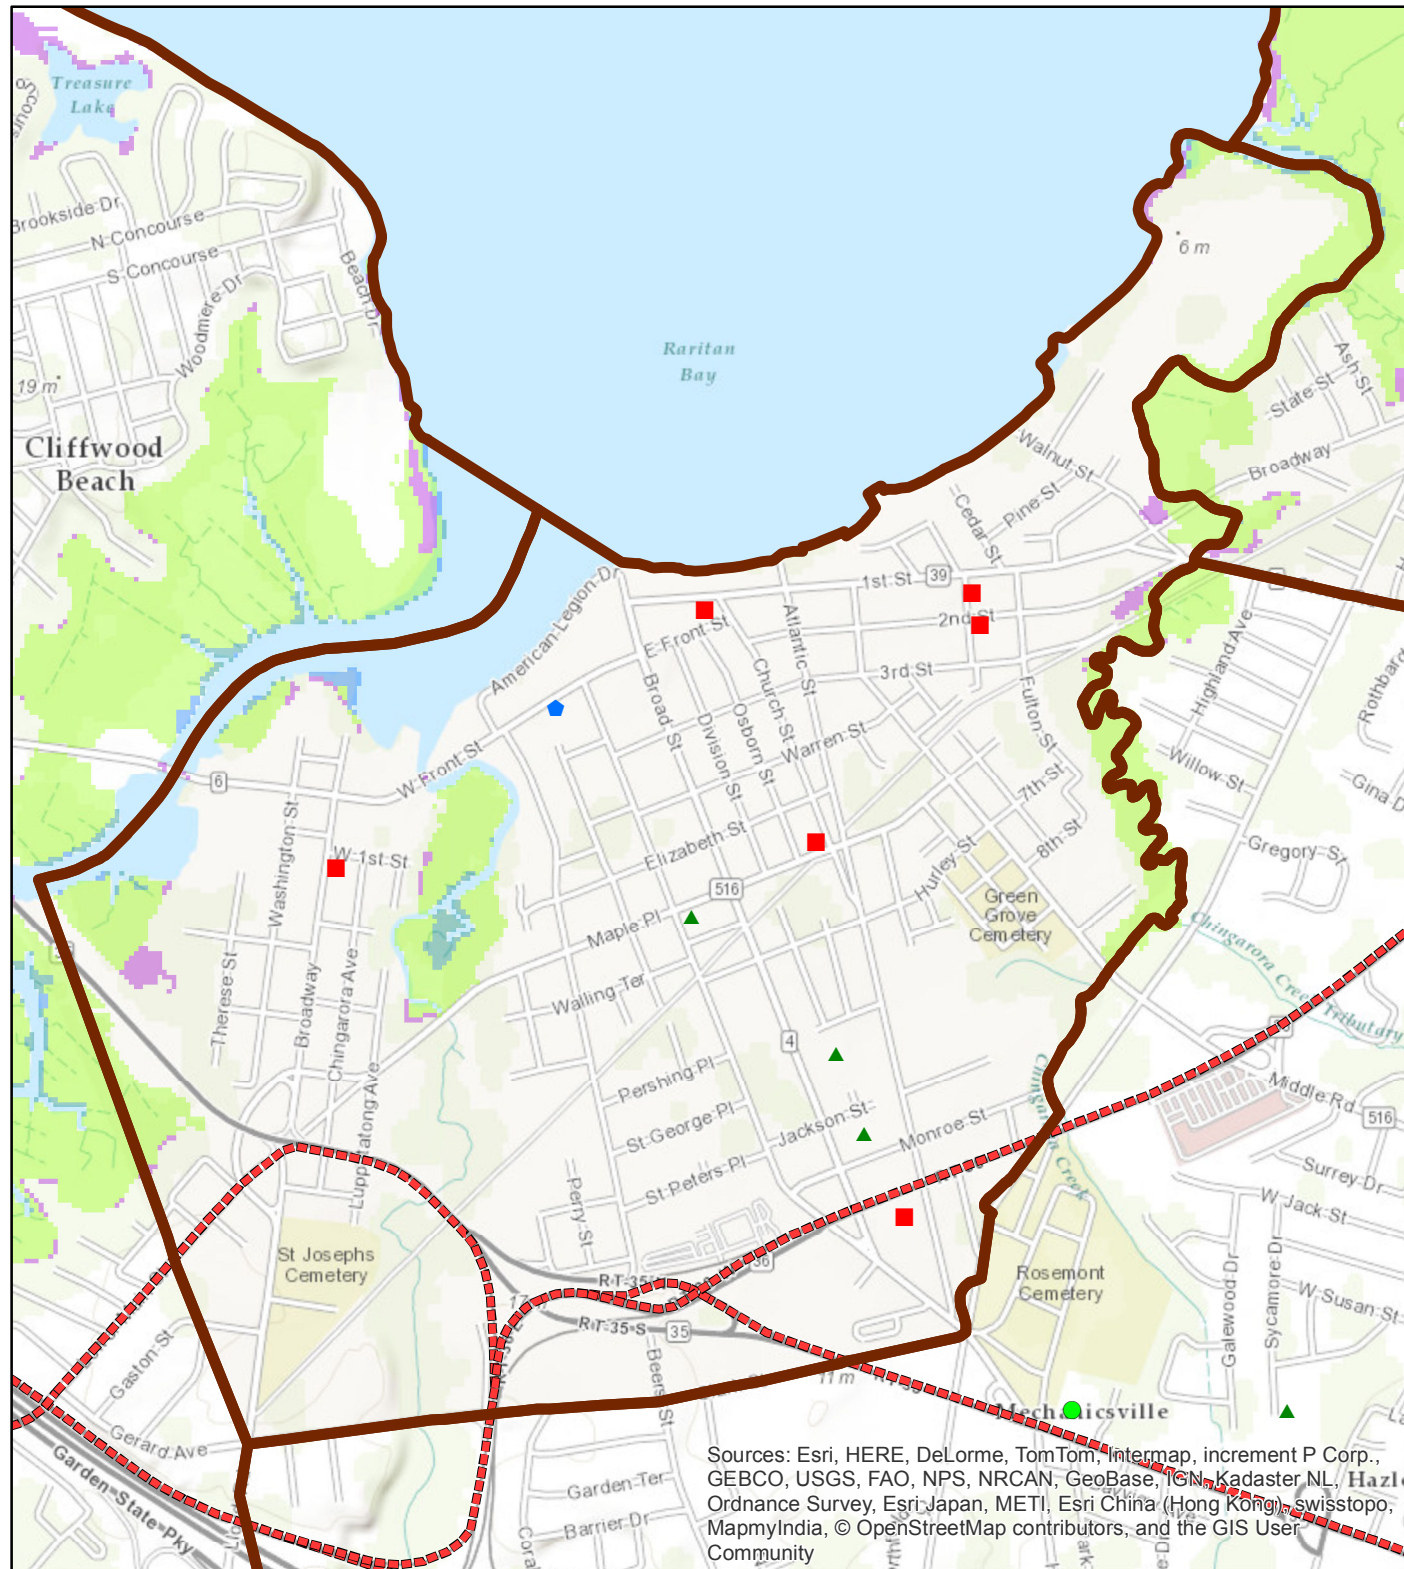 Treasure
Lake
Brookside Dr
N Concourse
S Concourse
Beach Dr
Woodmere Dr
6 m
Raritan
Bay
19 m
Cliffwood
Beach
Ash St
State St
Broadway
Walnut St
Pine St
Cedar St
1st St
39
2nd St
American Legion Dr
E Front St
Atlantic St
3rd St
Church St
Broad St
Osborn St
Division St
Warren St
Fulton St
Highland Ave
Willow St
7th St
8th St
Gregory St
W Front St
6
Washington St
W 1st St
Elizabeth St
Hurley St
516
Green
Grove
Cemetery
Maple Pl
Therese St
Broadway
Chingarora Ave
Walling Ter
Chingarora Creek Tributary
4
Pershing Pl
St George Pl
Jackson St
Monroe St
Middle Rd
516
Luppatatong Ave
St Peters Pl
Perry St
Chingarora Creek
Surrey Dr
W Jack St
St Josephs
Cemetery
36
Rosemont
Cemetery
Galewood Dr
Sycamore Dr
W Susan St
RT-35 S
35
Gaston St
Beers St
11 m
Mechanicsville
Gerard Ave
Garden State Pky
Garden Ter
Barrier Dr
Sources: Esri, HERE, DeLorme, TomTom, Intermap, increment P Corp.,
GEBCO, USGS, FAO, NPS, NRCAN, GeoBase, IGN, Kadaster NL,
Ordnance Survey, Esri Japan, METI, Esri China (Hong Kong), swisstopo,
MapmyIndia, © OpenStreetMap contributors, and the GIS User
Community